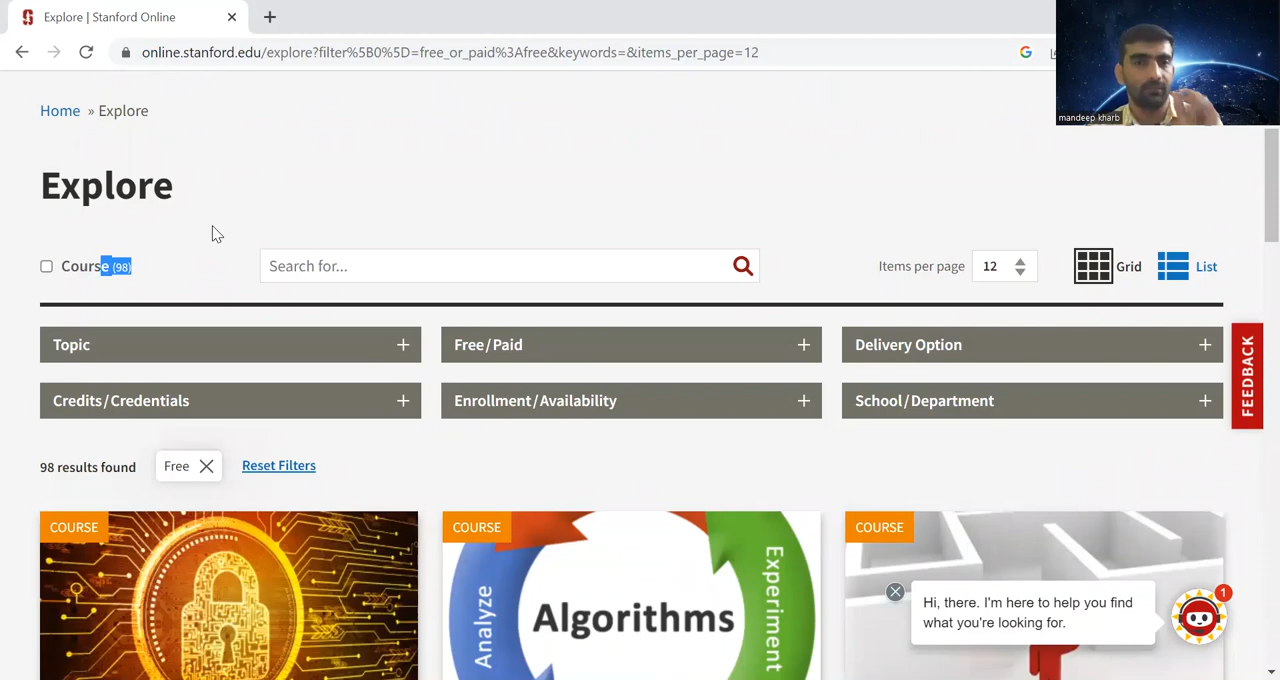 Explore | Stanford Online
online.stanford.edu/explore?filter%5B0%5D=free_or_paid%3Afree&keywords=&items_per_page=12
mandeep kharb
Home » Explore
Explore
Course (98)
Search for...
Items per page 12
Grid
List
Topic
Free/Paid
Delivery Option
Credits/Credentials
Enrollment/Availability
School/Department
FEEDBACK
98 results found
Free
Reset Filters
COURSE
COURSE
Analyze
Algorithms
Experiment
COURSE
Hi, there. I'm here to help you find
what you're looking for.
1